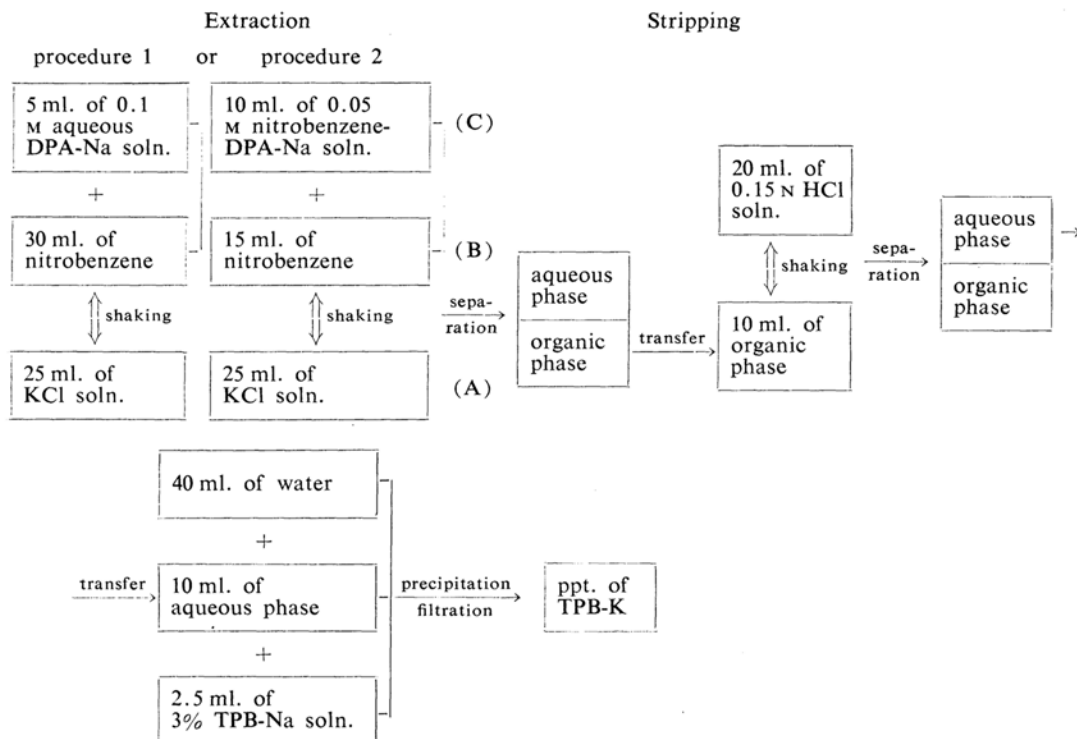 Extraction
Stripping
procedure 1 or procedure 2
5 ml. of 0.1
M aqueous
DPA-Na soln.
10 ml. of 0.05
M nitrobenzene-
DPA-Na soln.
(C)
+
+
30 ml. of
nitrobenzene
15 ml. of
nitrobenzene
(B)
shaking
shaking
25 ml. of
KCl soln.
25 ml. of
KCl soln.
(A)
sepa-
ration
aqueous
phase
organic
phase
transfer
20 ml. of
0.15 N HCl
soln.
shaking
10 ml. of
organic
phase
sepa-
ration
aqueous
phase
organic
phase
40 ml. of water
+
transfer
10 ml. of
aqueous phase
+
2.5 ml. of
3% TPB-Na soln.
precipitation
filtration
ppt. of
TPB-K